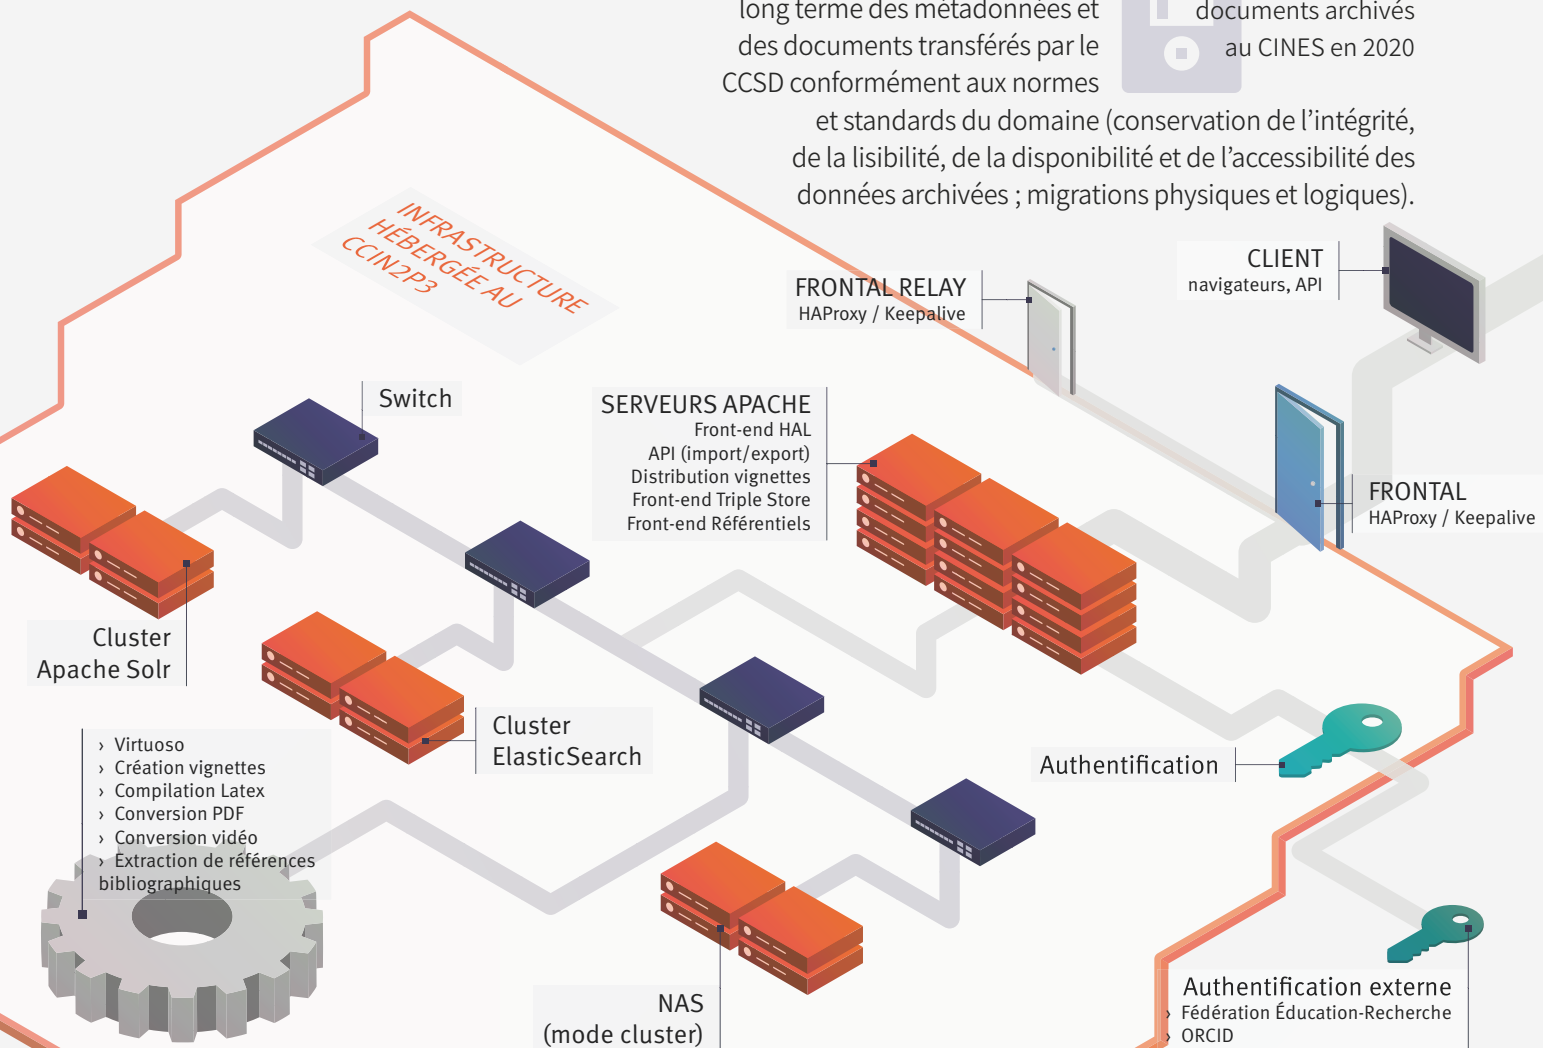 long terme des métadonnées et
des documents transférés par le
CCSD conformément aux normes
et standards du domaine (conservation de l’intégrité,
de la lisibilité, de la disponibilité et de l’accessibilité des
données archivées ; migrations physiques et logiques).
documents archivés
au CINES en 2020
INFRASTRUCTURE
HÉBERGÉE AU
CCIN2P3
FRONTAL RELAY
HAProxy / Keepalive
CLIENT
navigateurs, API
Switch
SERVEURS APACHE
Front-end HAL
API (import/export)
Distribution vignettes
Front-end Triple Store
Front-end Référentiels
FRONTAL
HAProxy / Keepalive
Cluster
Apache Solr
Cluster
ElasticSearch
› Virtuoso
› Création vignettes
› Compilation Latex
› Conversion PDF
› Conversion vidéo
› Extraction de références
bibliographiques
Authentification
NAS
(mode cluster)
Authentification externe
› Fédération Éducation-Recherche
› ORCID